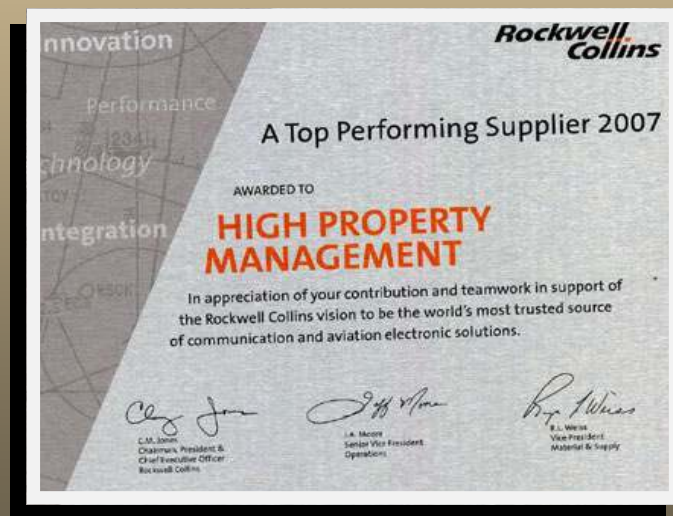 nnovation
Performance
234
chnology
ntegration
Rockwell
Collins
A Top Performing Supplier 2007
AWARDED TO
HIGH PROPERTY
MANAGEMENT
In appreciation of your contribution and teamwork in support of
the Rockwell Collins vision to be the world's most trusted source
of communication and aviation electronic solutions.
C.M. Jones
Chairman, President &
Chief Executive Officer
Rockwell Collins
J.A. Moore
Senior Vice President
Operations
R.L. Weiss
Vice President
Material & Supply